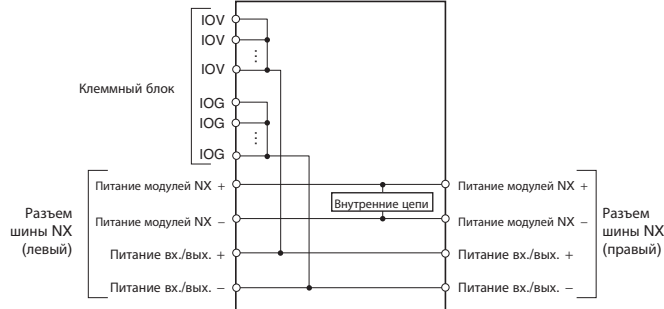 IOV
IOV
⋮
IOV
Клеммный блок
IOG
IOG
⋮
IOG
Разъем
шины NX
(левый)
Питание модулей NX +
Питание модулей NX −
Питание вх./вых. +
Питание вх./вых. −
Внутренние цепи
Питание модулей NX +
Питание модулей NX −
Питание вх./вых. +
Питание вх./вых. −
Разъем
шины NX
(правый)